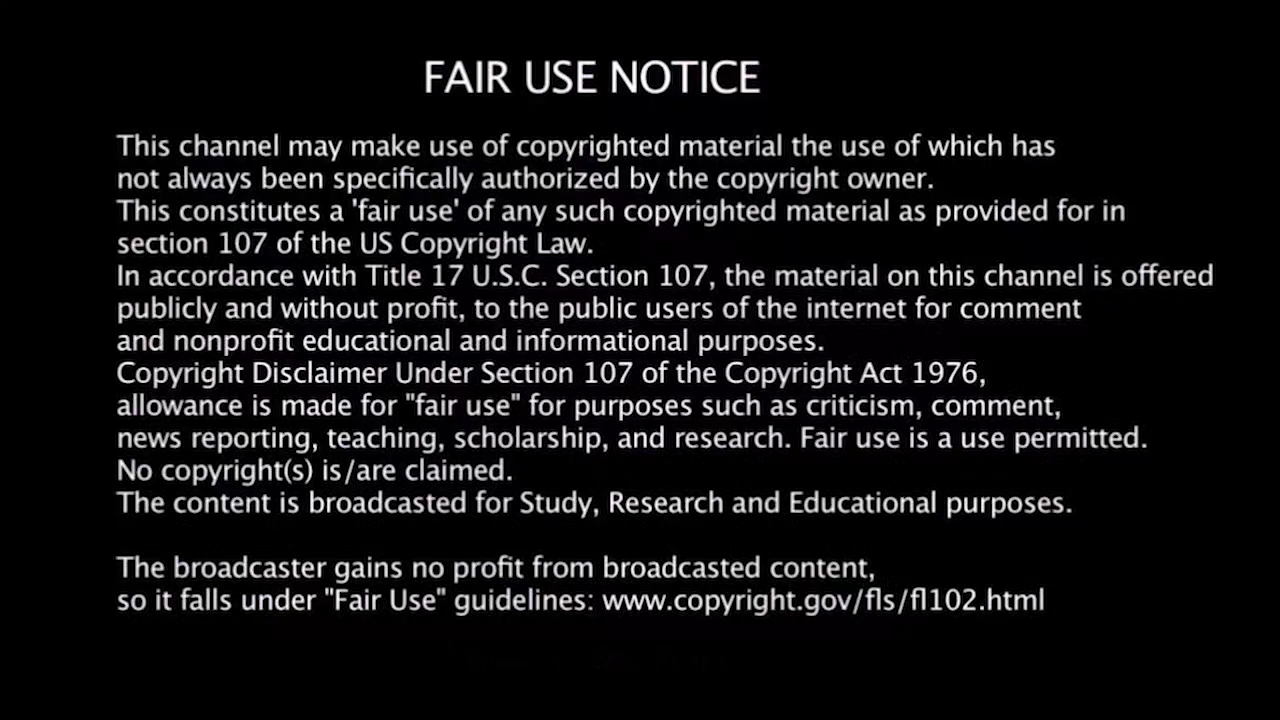 FAIR USE NOTICE
This channel may make use of copyrighted material the use of which has
not always been specifically authorized by the copyright owner.
This constitutes a 'fair use' of any such copyrighted material as provided for in
section 107 of the US Copyright Law.
In accordance with Title 17 U.S.C. Section 107, the material on this channel is offered
publicly and without profit, to the public users of the internet for comment
and nonprofit educational and informational purposes.
Copyright Disclaimer Under Section 107 of the Copyright Act 1976,
allowance is made for "fair use" for purposes such as criticism, comment,
news reporting, teaching, scholarship, and research. Fair use is a use permitted.
No copyright(s) is/are claimed.
The content is broadcasted for Study, Research and Educational purposes.
The broadcaster gains no profit from broadcasted content,
so it falls under "Fair Use" guidelines: www.copyright.gov/fls/fl102.html